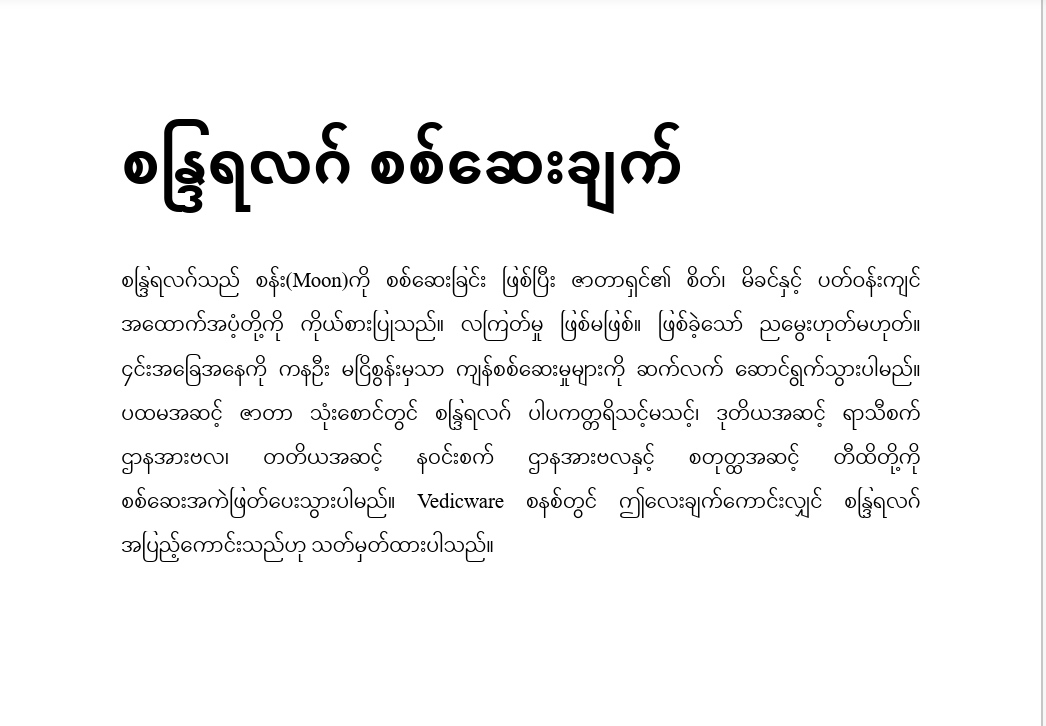 စန္ဒြရလဂ် စစ်ဆေးချက်
စန္ဒြရလဂ်သည် စန်း(Moon)ကို စစ်ဆေးခြင်း ဖြစ်ပြီး ဇာတာရှင်၏ စိတ်၊ မိခင်နှင့် ပတ်ဝန်းကျင်
အထောက်အပံ့တို့ကို ကိုယ်စားပြုသည်။ လကြတ်မှု ဖြစ်မဖြစ်။ ဖြစ်ခဲ့သော် ညမွေးဟုတ်မဟုတ်။
၄င်းအခြေအနေကို ကနဦး မငြိစွန်းမှသာ ကျန်စစ်ဆေးမှုများကို ဆက်လက် ဆောင်ရွက်သွားပါမည်။
ပထမအဆင့် ဇာတာ သုံးစောင်တွင် စန္ဒြရလဂ် ပါပကတ္တရိသင့်မသင့်၊ ဒုတိယအဆင့် ရာသီစက်
ဌာနအားဗလ၊ တတိယအဆင့် နဝင်းစက် ဌာနအားဗလနှင့် စတုတ္ထအဆင့် တီထိတို့ကို
စစ်ဆေးအကဲဖြတ်ပေးသွားပါမည်။ Vedicware စနစ်တွင် ဤလေးချက်ကောင်းလျှင် စန္ဒြရလဂ်
အပြည့်ကောင်းသည်ဟု သတ်မှတ်ထားပါသည်။